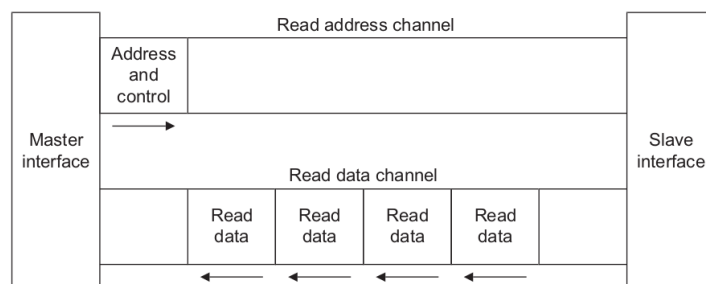 Read address channel
Address
and
control
Master
interface
Slave
interface
Read data channel
Read
data
Read
data
Read
data
Read
data